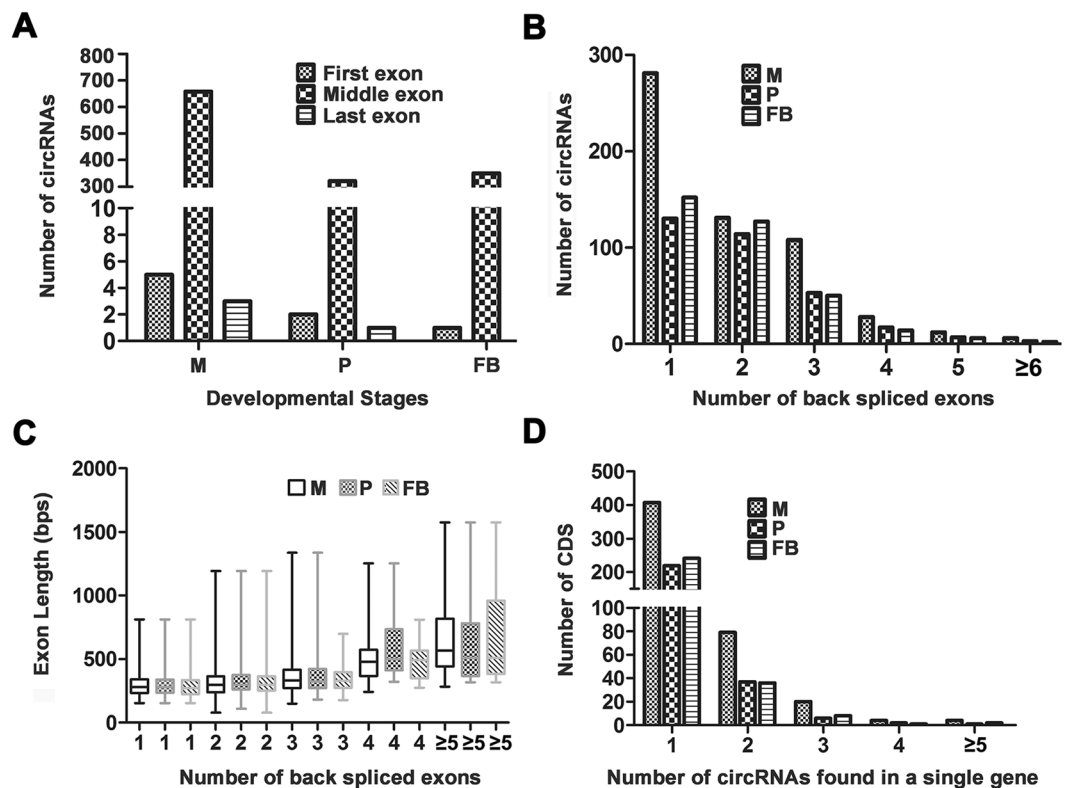 A
Number of circRNAs
800
700
600
500
400
300
10
8
6
4
2
0
First exon
Middle exon
Last exon
M P FB
Developmental Stages
B
Number of circRNAs
300
200
100
0
M
P
FB
1 2 3 4 5 ≥6
Number of back spliced exons
C
Exon Length (bps)
2000
1500
1000
500
0
M P FB
1 1 1 2 2 2 3 3 3 4 4 4 ≥5 ≥5 ≥5
Number of back spliced exons
D
Number of CDS
500
400
300
200
100
80
60
40
20
0
M
P
FB
1 2 3 4 ≥5
Number of circRNAs found in a single gene